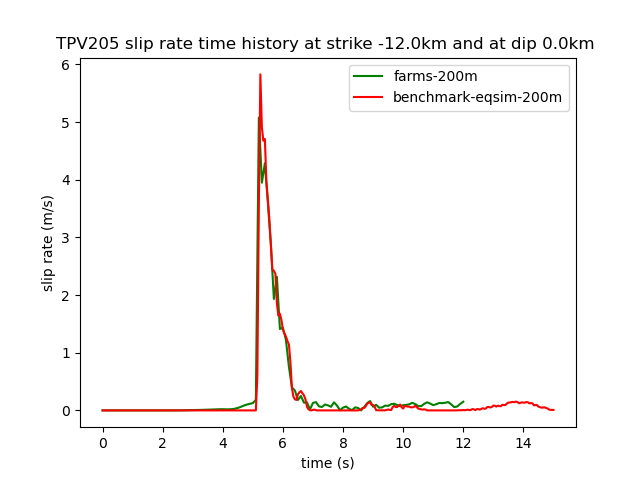 TPV205 slip rate time history at strike -12.0km and at dip 0.0km
farms-200m
benchmark-eqsim-200m
6
5
4
3
2
1
0
slip rate (m/s)
0 2 4 6 8 10 12 14
time (s)